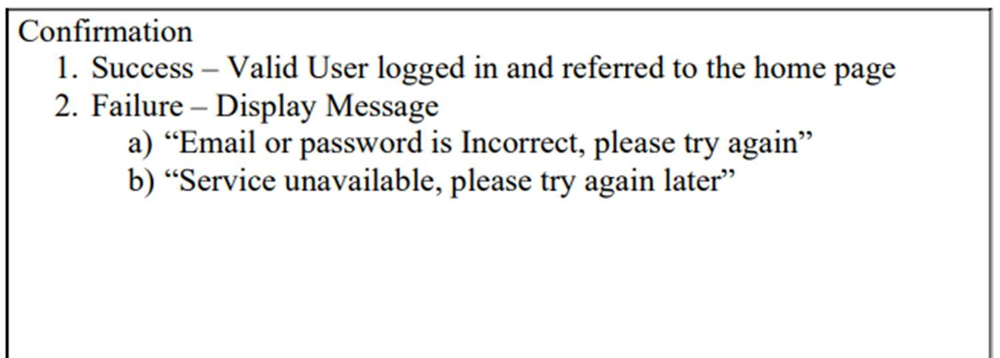 Confirmation
1. Success – Valid User logged in and referred to the home page
2. Failure – Display Message
a) “Email or password is Incorrect, please try again”
b) “Service unavailable, please try again later”